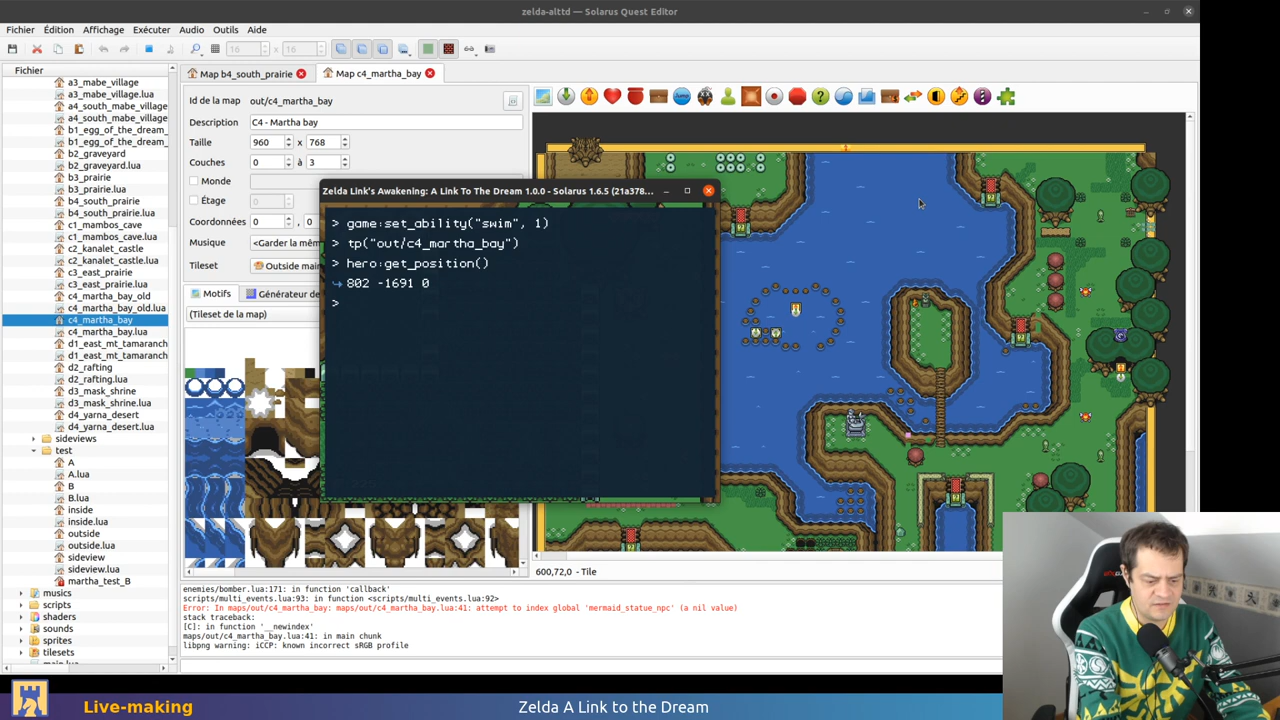 zelda-alttd — Solarus Quest Editor
Fichier Édition Affichage Exécuter Audio Outils Aide
16 x 16
Fichier
a3_mabe_village
a3_mabe_village.lua
a4_south_mabe_village
a4_south_mabe_village
b1_egg_of_the_dream_
b1_egg_of_the_dream_
b2_graveyard
b2_graveyard.lua
b3_prairie
b3_prairie.lua
b4_south_prairie
b4_south_prairie.lua
c1_mambos_cave
c1_mambos_cave.lua
c2_kanalet_castle
c2_kanalet_castle.lua
c3_east_prairie
c3_east_prairie.lua
c4_martha_bay_old
c4_martha_bay_old.lua
c4_martha_bay
c4_martha_bay.lua
d1_east_mt_tamaranch
d1_east_mt_tamaranch
d2_rafting
d2_rafting.lua
d3_mask_shrine
d3_mask_shrine.lua
d4_yarna_desert
d4_yarna_desert.lua
sideviews
test
A
A.lua
B
B.lua
inside
inside.lua
outside
outside.lua
sideview
sideview.lua
martha_test_B
musics
scripts
shaders
sounds
sprites
tilesets
main.lua
Map b4_south_prairie Map c4_martha_bay
Id de la map out/c4_martha_bay
Description C4 - Martha bay
Taille 960 x 768
Couches 0 à 3
Monde
Étage 0
Coordonnées 0 , 0
Musique <Garder la mêm
Tileset Outside main
Motifs Générateur de
(Tileset de la map)
Zelda Link's Awakening: A Link To The Dream 1.0.0 - Solarus 1.6.5 (21a378...
> game:set_ability("swim", 1)
> tp("out/c4_martha_bay")
> hero:get_position()
802 -1691 0
>
600,72,0 - Tile
enemies/bomber.lua:171: in function 'callback'
scripts/multi_events.lua:93: in function <scripts/multi_events.lua:92>
Error: In maps/out/c4_martha_bay: maps/out/c4_martha_bay.lua:41: attempt to index global 'mermaid_statue_npc' (a nil value)
stack traceback:
[C]: in function '__newindex'
maps/out/c4_martha_bay.lua:41: in main chunk
libpng warning: iCCP: known incorrect sRGB profile
Live-making
Zelda A Link to the Dream